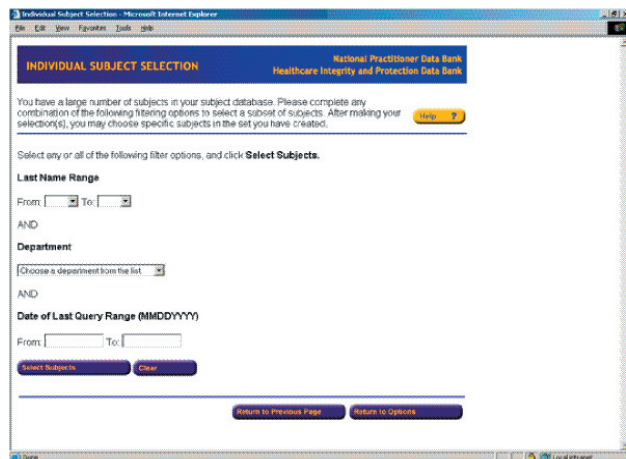 Individual Subject Selection - Microsoft Internet Explorer
File Edit View Favorites Tools Help
INDIVIDUAL SUBJECT SELECTION
National Practitioner Data Bank
Healthcare Integrity and Protection Data Bank
You have a large number of subjects in your subject database. Please complete any
combination of the following filtering options to select a subset of subjects. After making your
selection(s), you may choose specific subjects in the set you have created.
Help ?
Select any or all of the following filter options, and click Select Subjects.
Last Name Range
From: To:
AND
Department
Choose a department from the list
AND
Date of Last Query Range (MMDDYYYY)
From: To:
Select Subjects Clear
Return to Previous Page Return to Options
Done Local intranet